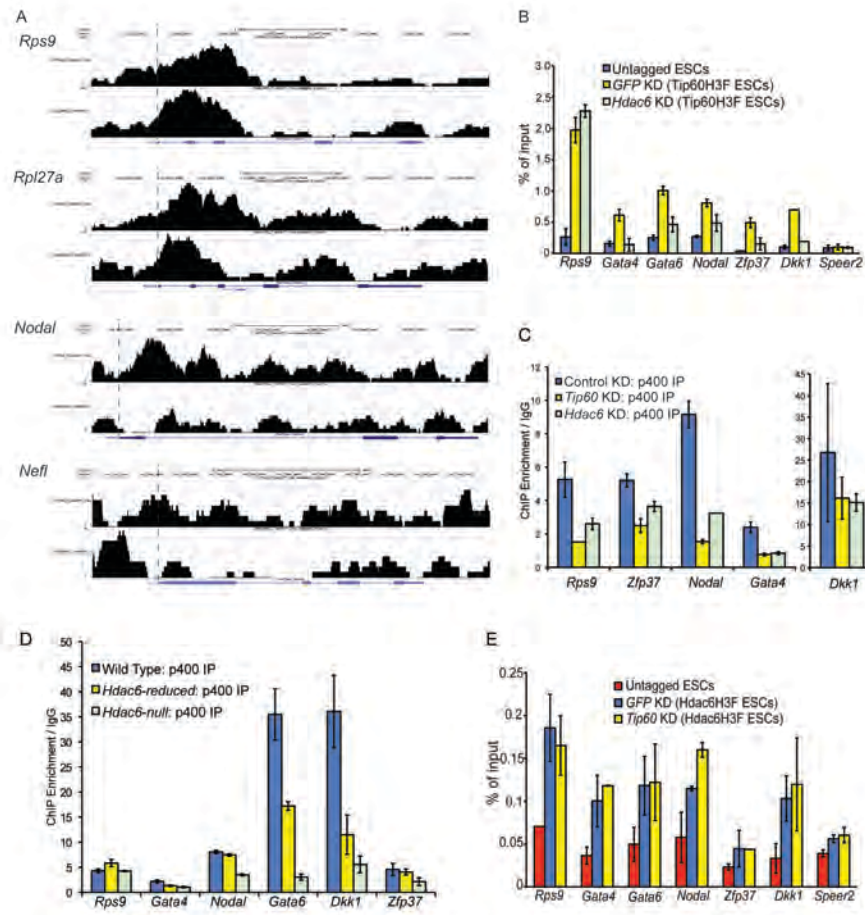 A
Rps9
Rpl27a
Nodal
Nefl
B
Untagged ESCs
GFP KD (Tip60H3F ESCs)
Hdac6 KD (Tip60H3F ESCs)
% of input
3.0
2.5
2.0
1.5
1.0
0.5
0
Rps9 Gata4 Gata6 Nodal Zfp37 Dkk1 Speer2
C
Control KD: p400 IP
Tip60 KD: p400 IP
Hdac6 KD: p400 IP
ChIP Enrichment / IgG
12
10
8
6
4
2
0
Rps9 Zfp37 Nodal Gata4
45
40
35
30
25
20
15
10
5
0
Dkk1
D
Wild Type: p400 IP
Hdac6-reduced: p400 IP
Hdac6-null: p400 IP
ChIP Enrichment / IgG
50
45
40
35
30
25
20
15
10
5
0
Rps9 Gata4 Nodal Gata6 Dkk1 Zfp37
E
Untagged ESCs
GFP KD (Hdac6H3F ESCs)
Tip60 KD (Hdac6H3F ESCs)
% of input
0.25
0.2
0.15
0.1
0.05
0
Rps9 Gata4 Gata6 Nodal Zfp37 Dkk1 Speer2